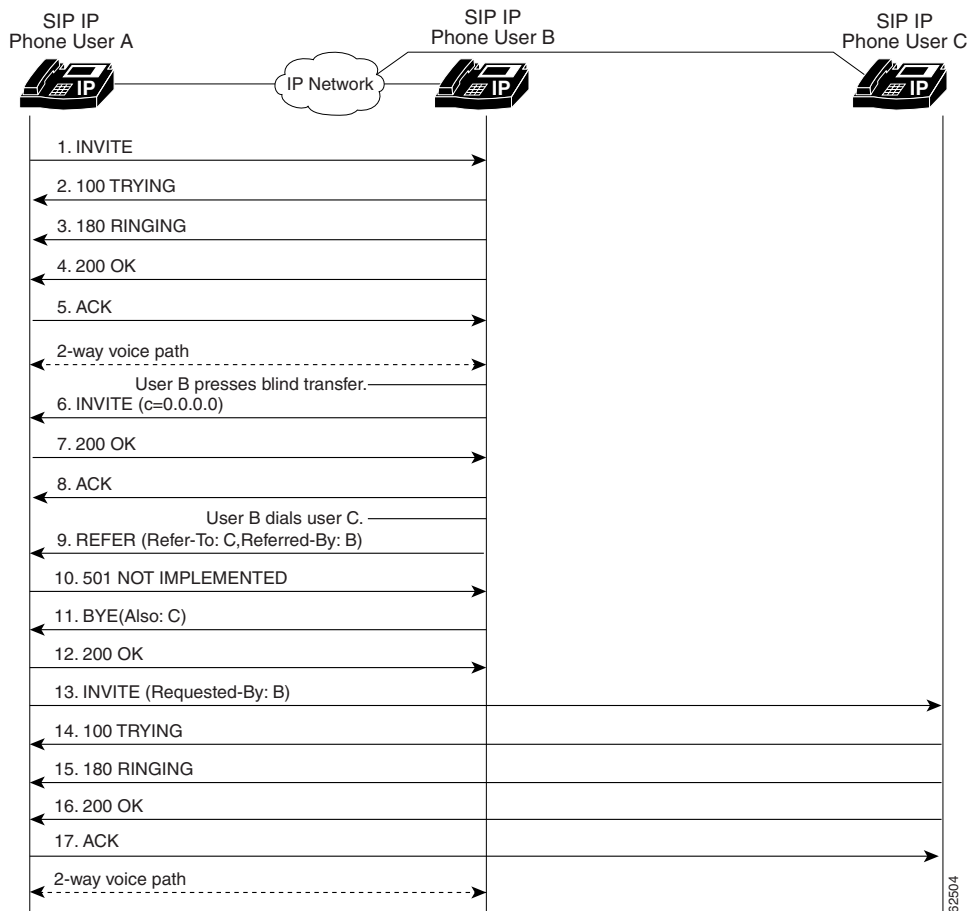 SIP IP
Phone User A
SIP IP
Phone User B
SIP IP
Phone User C
IP
IP Network
IP
IP
1. INVITE
2. 100 TRYING
3. 180 RINGING
4. 200 OK
5. ACK
2-way voice path
User B presses blind transfer.
6. INVITE (c=0.0.0.0)
7. 200 OK
8. ACK
User B dials user C.
9. REFER (Refer-To: C,Referred-By: B)
10. 501 NOT IMPLEMENTED
11. BYE(Also: C)
12. 200 OK
13. INVITE (Requested-By: B)
14. 100 TRYING
15. 180 RINGING
16. 200 OK
17. ACK
2-way voice path
62504